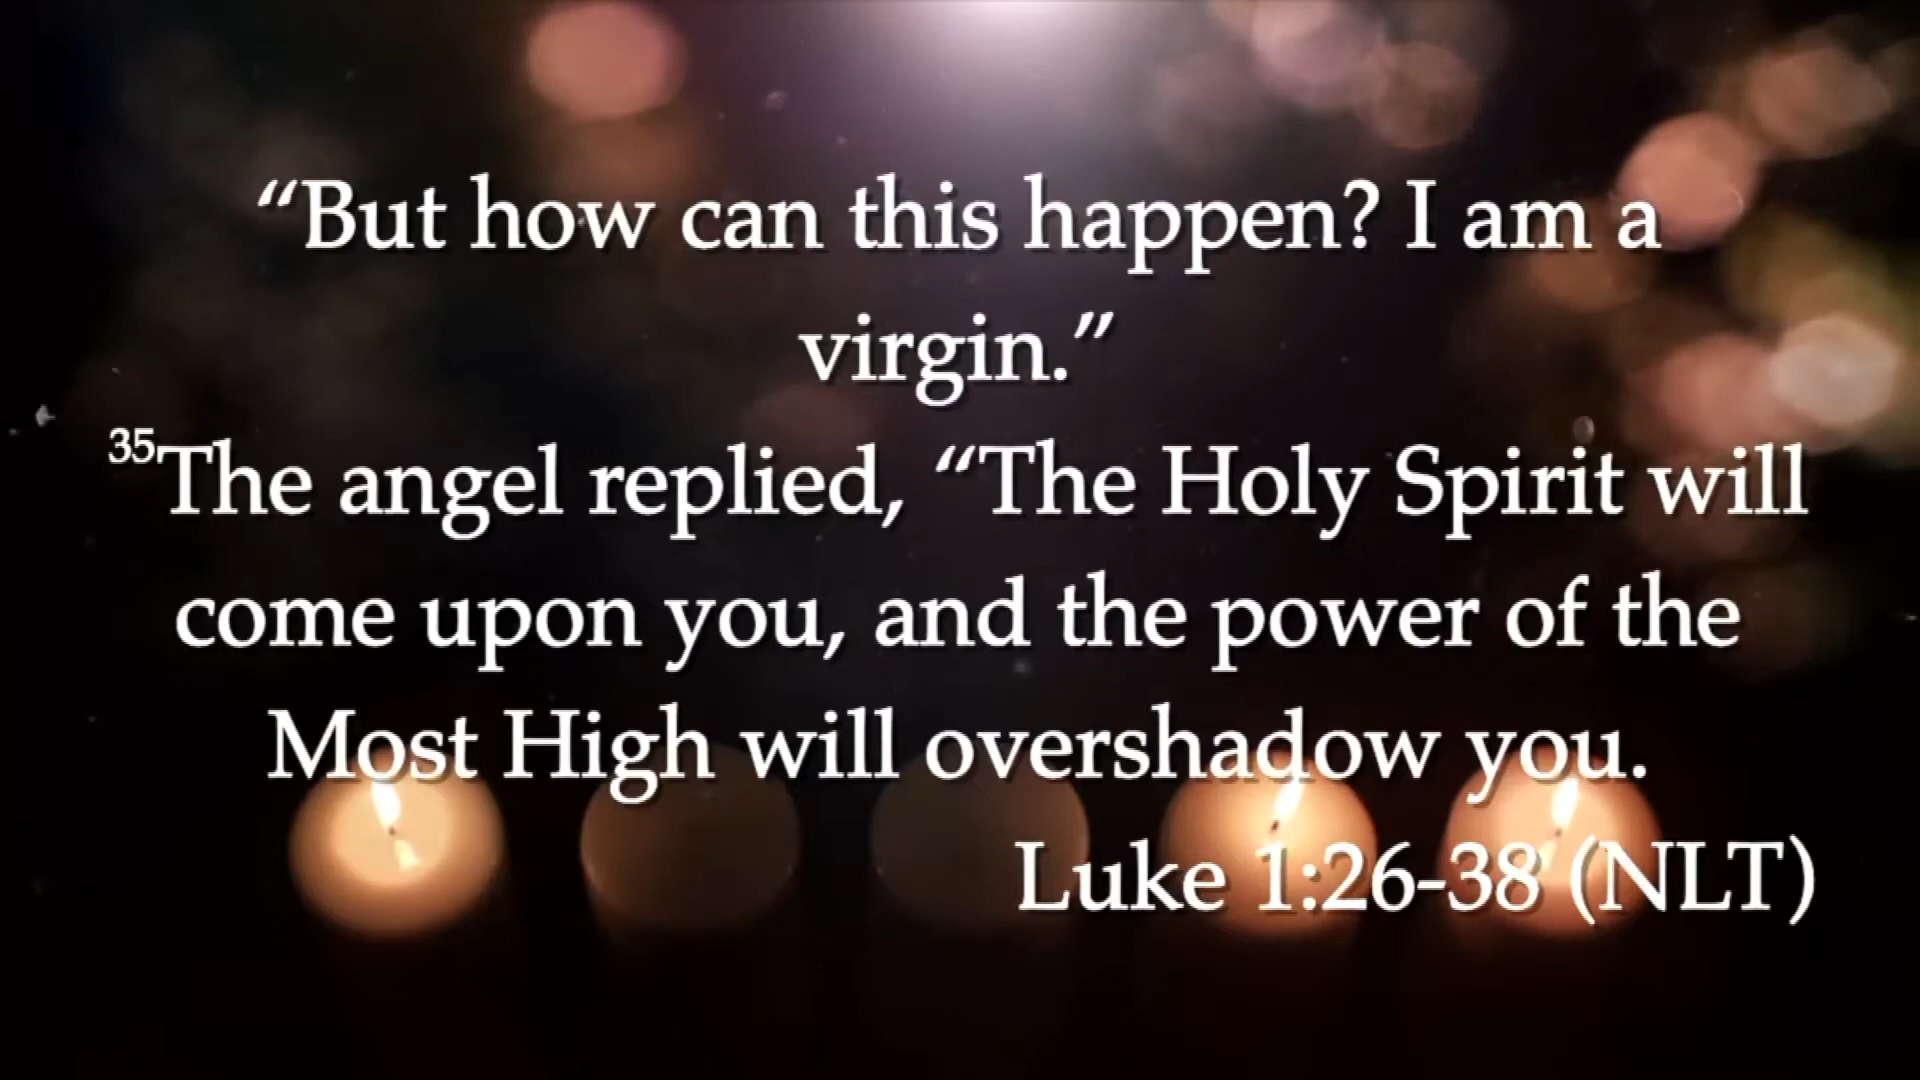 “But how can this happen? I am a
virgin.”
³⁵The angel replied, “The Holy Spirit will
come upon you, and the power of the
Most High will overshadow you.
Luke 1:26-38 (NLT)